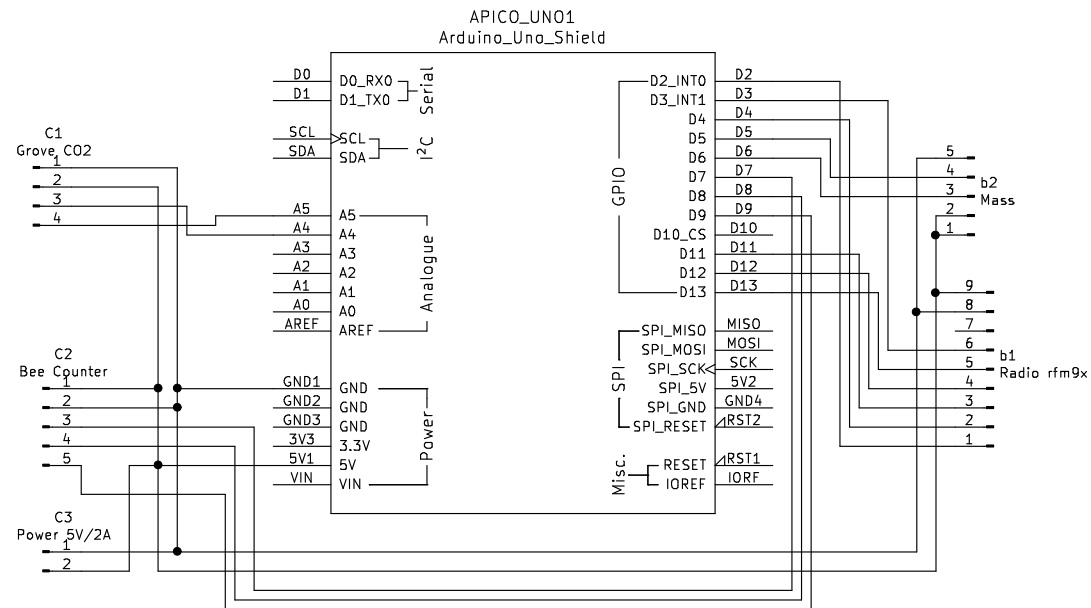 APICO_UNO1
Arduino_Uno_Shield
D0 D0_RX0
D1 D1_TX0
Serial
SCL SCL
SDA SDA
I²C
A5 A5
A4 A4
A3 A3
A2 A2
A1 A1
A0 A0
AREF AREF
Analogue
GND1 GND
GND2 GND
GND3 GND
3V3 3.3V
5V1 5V
VIN VIN
Power
D2_INT0 D2
D3_INT1 D3
D4 D4
D5 D5
D6 D6
D7 D7
D8 D8
D9 D9
D10_CS D10
D11 D11
D12 D12
D13 D13
GPIO
SPI_MISO MISO
SPI_MOSI MOSI
SPI_SCK SCK
SPI_5V 5V2
SPI_GND GND4
SPI_RESET RST2
SPI
RESET RST1
IOREF IORF
Misc.
C1
Grove CO2
1
2
3
4
C2
Bee Counter
1
2
3
4
5
C3
Power 5V/2A
1
2
5
4
3
2
1
b2
Mass
9
8
7
6
5
4
3
2
1
b1
Radio rfm9x